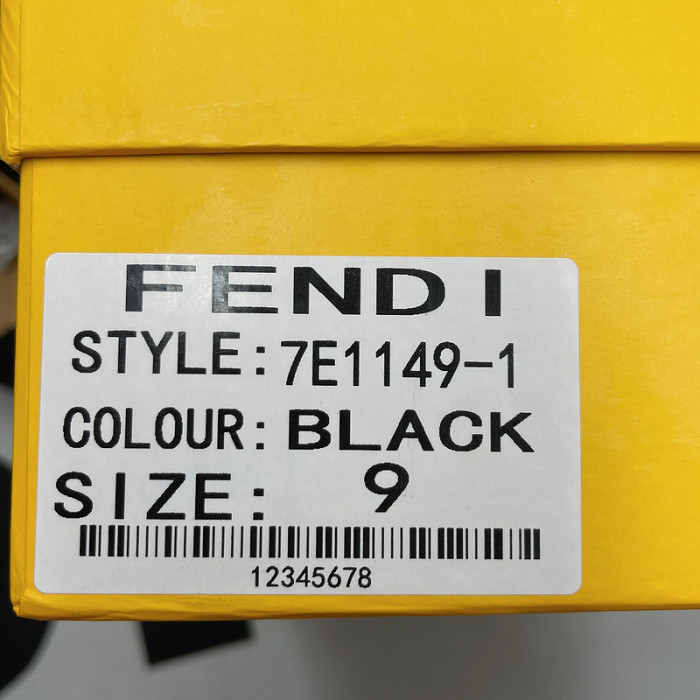 FENDI
STYLE: 7E1149-1
COLOUR: BLACK
SIZE: 9
12345678